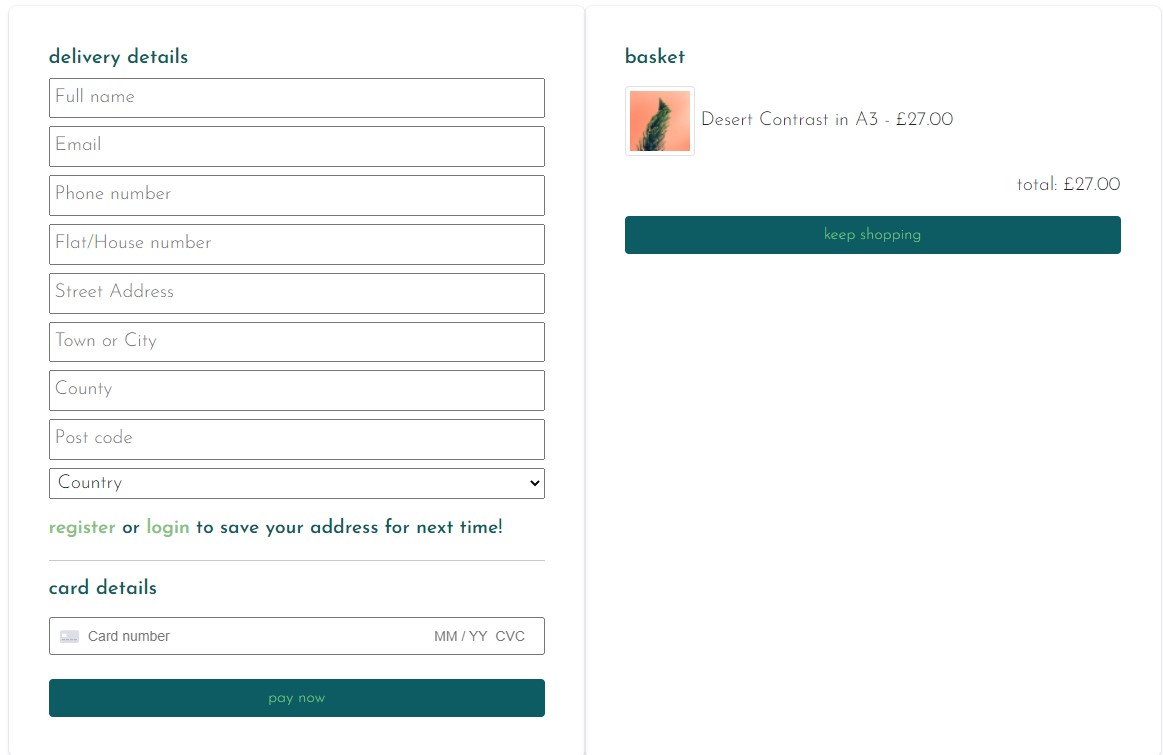 delivery details
Full name
Email
Phone number
Flat/House number
Street Address
Town or City
County
Post code
Country
register or login to save your address for next time!
card details
Card number MM / YY CVC
pay now
basket
Desert Contrast in A3 - £27.00
total: £27.00
keep shopping